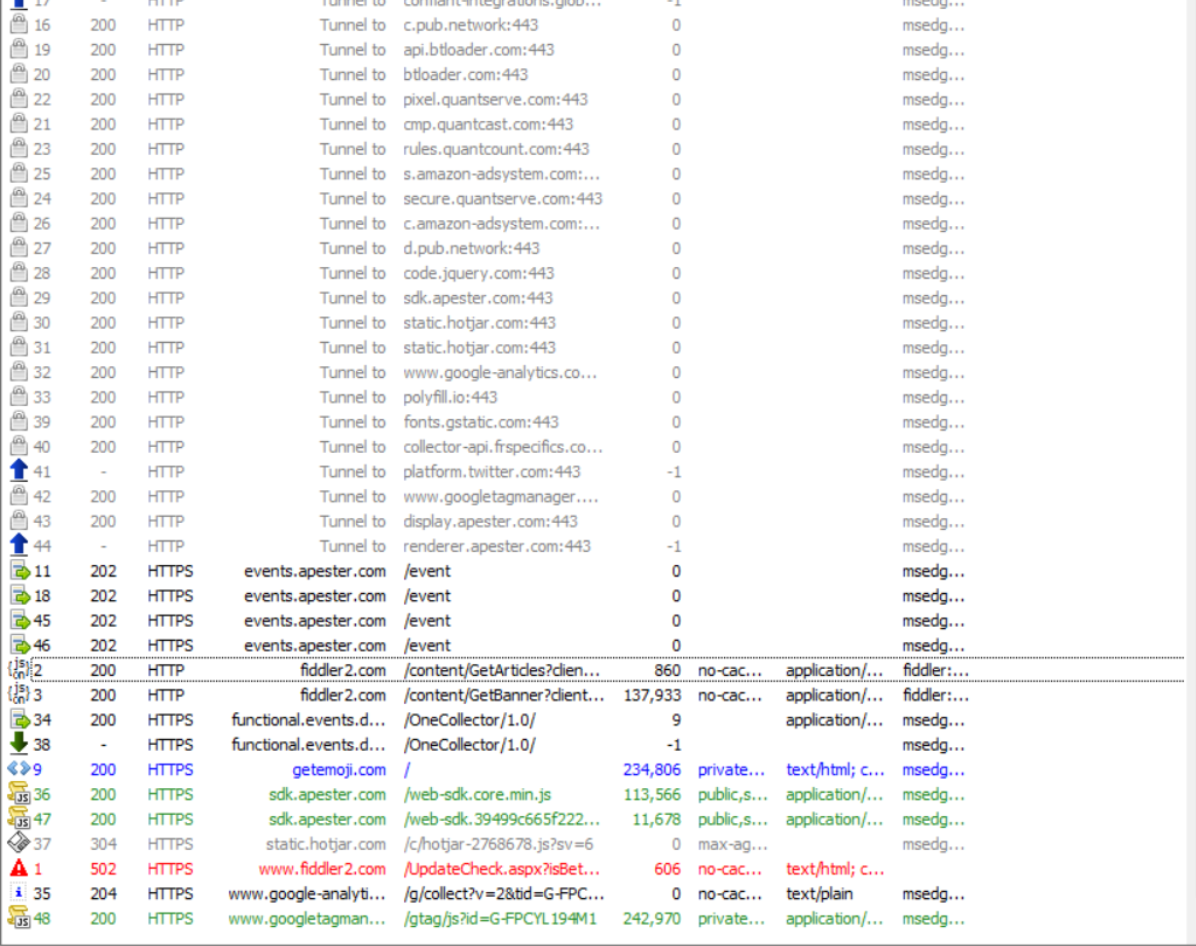 17 - HTTP Tunnel to confiant-integrations.glob... -1 msedg...
16 200 HTTP Tunnel to c.pub.network:443 0 msedg...
19 200 HTTP Tunnel to api.btloader.com:443 0 msedg...
20 200 HTTP Tunnel to btloader.com:443 0 msedg...
22 200 HTTP Tunnel to pixel.quantserve.com:443 0 msedg...
21 200 HTTP Tunnel to cmp.quantcast.com:443 0 msedg...
23 200 HTTP Tunnel to rules.quantcount.com:443 0 msedg...
25 200 HTTP Tunnel to s.amazon-adsystem.com:... 0 msedg...
24 200 HTTP Tunnel to secure.quantserve.com:443 0 msedg...
26 200 HTTP Tunnel to c.amazon-adsystem.com:... 0 msedg...
27 200 HTTP Tunnel to d.pub.network:443 0 msedg...
28 200 HTTP Tunnel to code.jquery.com:443 0 msedg...
29 200 HTTP Tunnel to sdk.apester.com:443 0 msedg...
30 200 HTTP Tunnel to static.hotjar.com:443 0 msedg...
31 200 HTTP Tunnel to static.hotjar.com:443 0 msedg...
32 200 HTTP Tunnel to www.google-analytics.co... 0 msedg...
33 200 HTTP Tunnel to polyfill.io:443 0 msedg...
39 200 HTTP Tunnel to fonts.gstatic.com:443 0 msedg...
40 200 HTTP Tunnel to collector-api.frspecifics.co... 0 msedg...
41 - HTTP Tunnel to platform.twitter.com:443 -1 msedg...
42 200 HTTP Tunnel to www.googletagmanager.... 0 msedg...
43 200 HTTP Tunnel to display.apester.com:443 0 msedg...
44 - HTTP Tunnel to renderer.apester.com:443 -1 msedg...
11 202 HTTPS events.apester.com /event 0 msedg...
18 202 HTTPS events.apester.com /event 0 msedg...
45 202 HTTPS events.apester.com /event 0 msedg...
46 202 HTTPS events.apester.com /event 0 msedg...
2 200 HTTP fiddler2.com /content/GetArticles?clien... 860 no-cac... application/... fiddler:...
3 200 HTTP fiddler2.com /content/GetBanner?client... 137,933 no-cac... application/... fiddler:...
34 200 HTTPS functional.events.d... /OneCollector/1.0/ 9 application/... msedg...
38 - HTTPS functional.events.d... /OneCollector/1.0/ -1 msedg...
9 200 HTTPS getemoji.com / 234,806 private... text/html; c... msedg...
36 200 HTTPS sdk.apester.com /web-sdk.core.min.js 113,566 public,s... application/... msedg...
47 200 HTTPS sdk.apester.com /web-sdk.39499c665f222... 11,678 public,s... application/... msedg...
37 304 HTTPS static.hotjar.com /c/hotjar-2768678.js?sv=6 0 max-ag... msedg...
1 502 HTTPS www.fiddler2.com /UpdateCheck.aspx?isBet... 606 no-cac... text/html; c...
35 204 HTTPS www.google-analyti... /g/collect?v=2&tid=G-FPC... 0 no-cac... text/plain msedg...
48 200 HTTPS www.googletagman... /gtag/js?id=G-FPCYL194M1 242,970 private... application/... msedg...